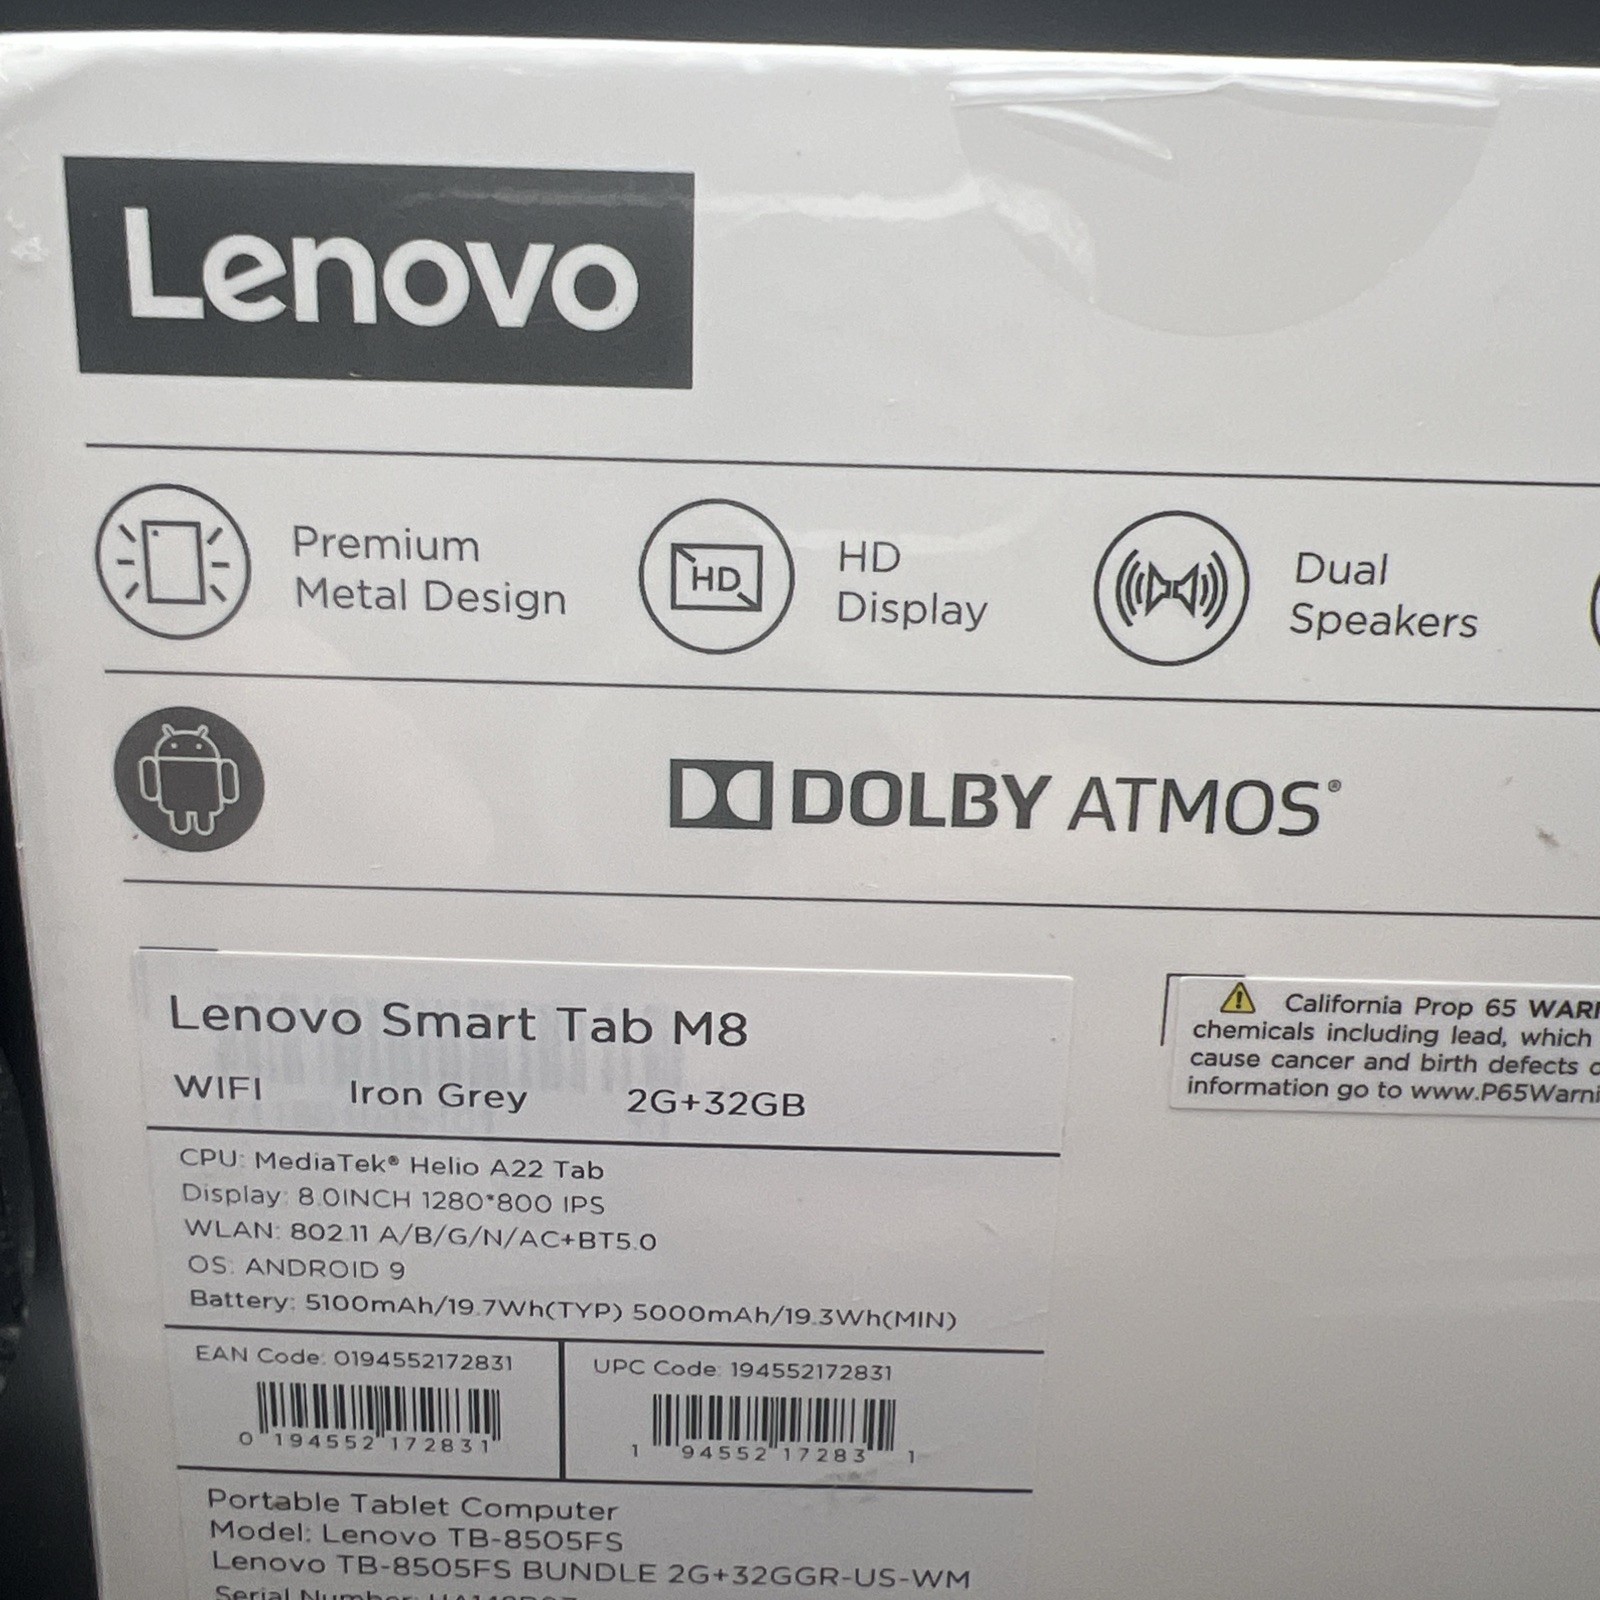 Lenovo
Premium
Metal Design
HD
HD
Display
Dual
Speakers
DOLBY ATMOS®
Lenovo Smart Tab M8
WIFI Iron Grey 2G+32GB
CPU: MediaTek® Helio A22 Tab
Display: 8.0INCH 1280*800 IPS
WLAN: 802.11 A/B/G/N/AC+BT5.0
OS: ANDROID 9
Battery: 5100mAh/19.7Wh(TYP) 5000mAh/19.3Wh(MIN)
EAN Code: 0194552172831
0 194552 172831
UPC Code: 194552172831
1 94552 17283 1
Portable Tablet Computer
Model: Lenovo TB-8505FS
Lenovo TB-8505FS BUNDLE 2G+32GGR-US-WM
Serial Number:
California Prop 65
chemicals including lead, which
cause cancer and birth defects
information go to